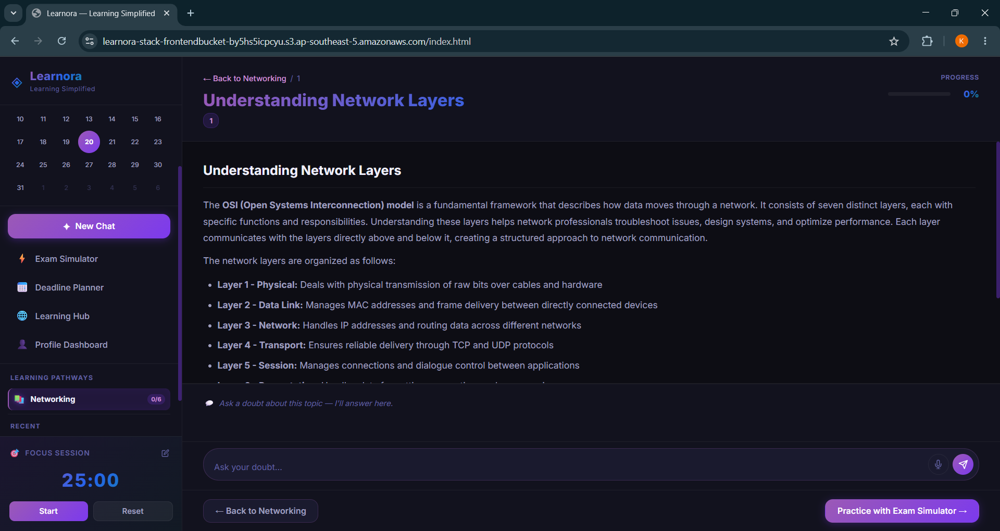 Learnora — Learning Simplified
learnora-stack-frontendbucket-by5hs5icpcyu.s3.ap-southeast-5.amazonaws.com/index.html
K
Learnora
Learning Simplified
10 11 12 13 14 15 16
17 18 19 20 21 22 23
24 25 26 27 28 29 30
31 1 2 3 4 5 6
✦ New Chat
Exam Simulator
Deadline Planner
Learning Hub
Profile Dashboard
LEARNING PATHWAYS
Networking 0/6
RECENT
FOCUS SESSION
25:00
Start Reset
← Back to Networking / 1
Understanding Network Layers
1
PROGRESS
0%
Understanding Network Layers
The OSI (Open Systems Interconnection) model is a fundamental framework that describes how data moves through a network. It consists of seven distinct layers, each with
specific functions and responsibilities. Understanding these layers helps network professionals troubleshoot issues, design systems, and optimize performance. Each layer
communicates with the layers directly above and below it, creating a structured approach to network communication.
The network layers are organized as follows:
• Layer 1 - Physical: Deals with physical transmission of raw bits over cables and hardware
• Layer 2 - Data Link: Manages MAC addresses and frame delivery between directly connected devices
• Layer 3 - Network: Handles IP addresses and routing data across different networks
• Layer 4 - Transport: Ensures reliable delivery through TCP and UDP protocols
• Layer 5 - Session: Manages connections and dialogue control between applications
Ask a doubt about this topic — I'll answer here.
Ask your doubt...
← Back to Networking
Practice with Exam Simulator →